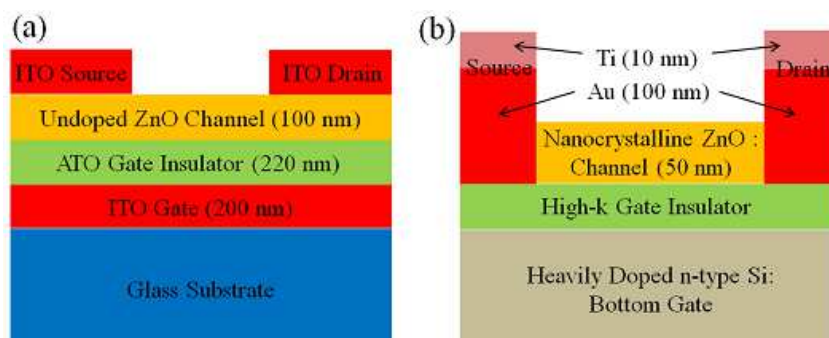 (a)
ITO Source
ITO Drain
Undoped ZnO Channel (100 nm)
ATO Gate Insulator (220 nm)
ITO Gate (200 nm)
Glass Substrate
(b)
Source
Ti (10 nm)
Drain
Au (100 nm)
Nanocrystalline ZnO :
Channel (50 nm)
High-k Gate Insulator
Heavily Doped n-type Si:
Bottom Gate